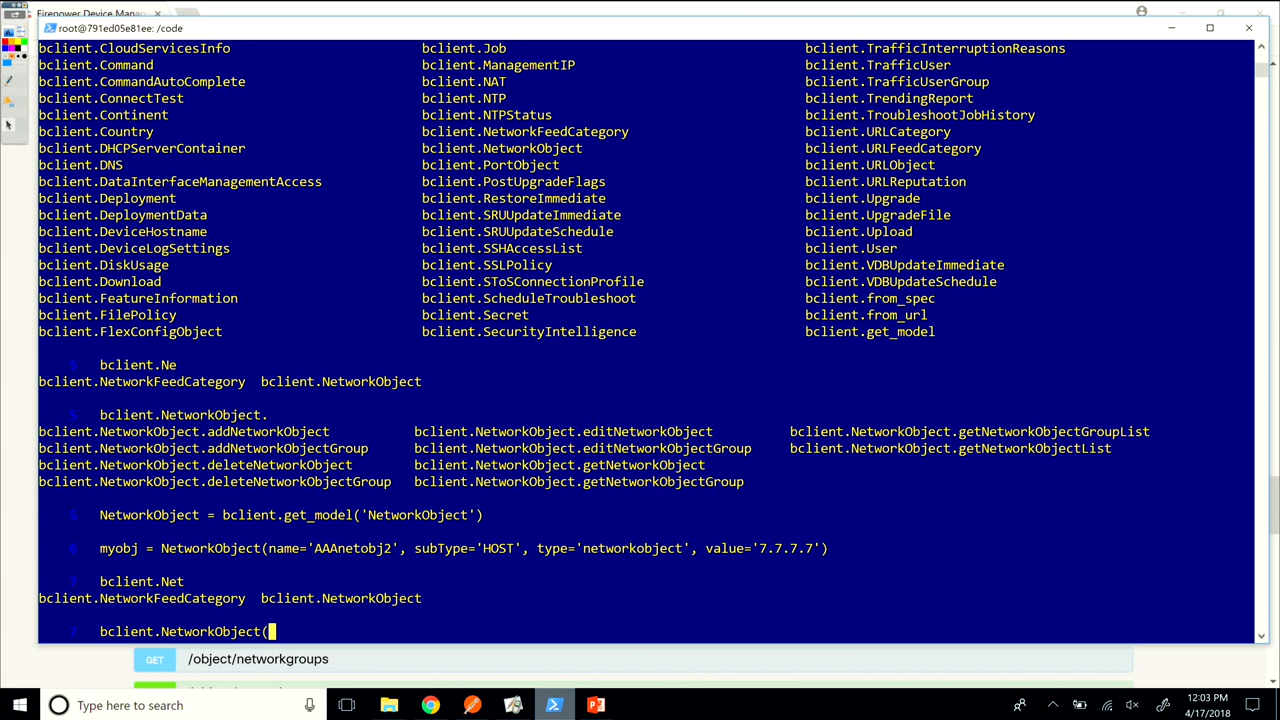 Firepower Device Mana
root@791ed05e81ee: /code
bclient.CloudServicesInfo bclient.Job bclient.TrafficInterruptionReasons
bclient.Command bclient.ManagementIP bclient.TrafficUser
bclient.CommandAutoComplete bclient.NAT bclient.TrafficUserGroup
bclient.ConnectTest bclient.NTP bclient.TrendingReport
bclient.Continent bclient.NTPStatus bclient.TroubleshootJobHistory
bclient.Country bclient.NetworkFeedCategory bclient.URLCategory
bclient.DHCPServerContainer bclient.NetworkObject bclient.URLFeedCategory
bclient.DNS bclient.PortObject bclient.URLObject
bclient.DataInterfaceManagementAccess bclient.PostUpgradeFlags bclient.URLReputation
bclient.Deployment bclient.RestoreImmediate bclient.Upgrade
bclient.DeploymentData bclient.SRUUpdateImmediate bclient.UpgradeFile
bclient.DeviceHostname bclient.SRUUpdateSchedule bclient.Upload
bclient.DeviceLogSettings bclient.SSHAccessList bclient.User
bclient.DiskUsage bclient.SSLPolicy bclient.VDBUpdateImmediate
bclient.Download bclient.SToSConnectionProfile bclient.VDBUpdateSchedule
bclient.FeatureInformation bclient.ScheduleTroubleshoot bclient.from_spec
bclient.FilePolicy bclient.Secret bclient.from_url
bclient.FlexConfigObject bclient.SecurityIntelligence bclient.get_model
bclient.Ne
bclient.NetworkFeedCategory bclient.NetworkObject
bclient.NetworkObject.
bclient.NetworkObject.addNetworkObject bclient.NetworkObject.editNetworkObject bclient.NetworkObject.getNetworkObjectGroupList
bclient.NetworkObject.addNetworkObjectGroup bclient.NetworkObject.editNetworkObjectGroup bclient.NetworkObject.getNetworkObjectList
bclient.NetworkObject.deleteNetworkObject bclient.NetworkObject.getNetworkObject
bclient.NetworkObject.deleteNetworkObjectGroup bclient.NetworkObject.getNetworkObjectGroup
5 NetworkObject = bclient.get_model('NetworkObject')
6 myobj = NetworkObject(name='AAAnetobj2', subType='HOST', type='networkobject', value='7.7.7.7')
7 bclient.Net
bclient.NetworkFeedCategory bclient.NetworkObject
bclient.NetworkObject(
GET /object/networkgroups
Type here to search
12:03 PM
4/17/2018